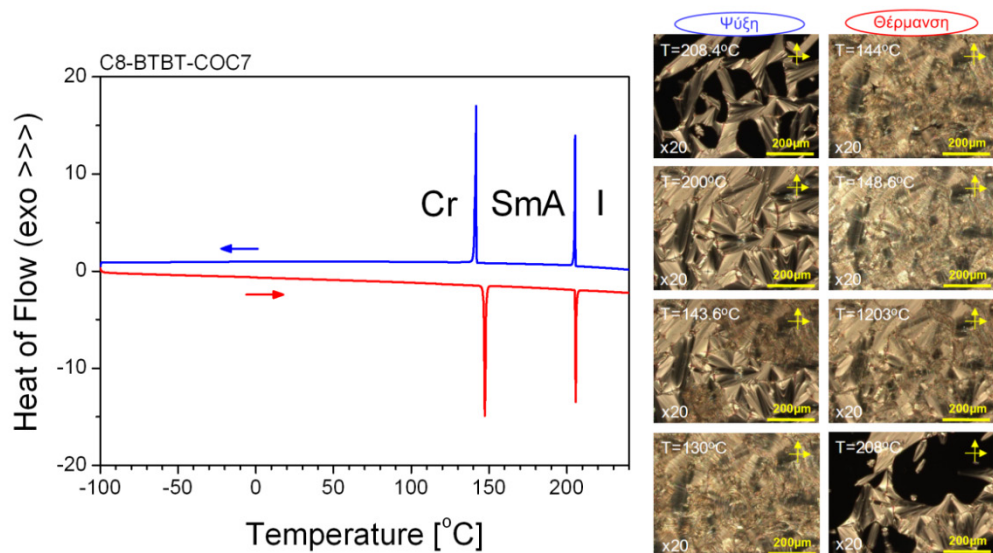 C8-BTBT-COC7
Heat of Flow (exo >>>)
20
10
0
-10
-20
Cr SmA I
-100 -50 0 50 100 150 200
Temperature [°C]
Ψύξη
Θέρμανση
T=208.4°C
x20
200μm
T=144°C
x20
200μm
T=200°C
x20
200μm
T=148.6°C
x20
200μm
T=143.6°C
x20
200μm
T=1203°C
x20
200μm
T=130°C
x20
200μm
T=208°C
x20
200μm